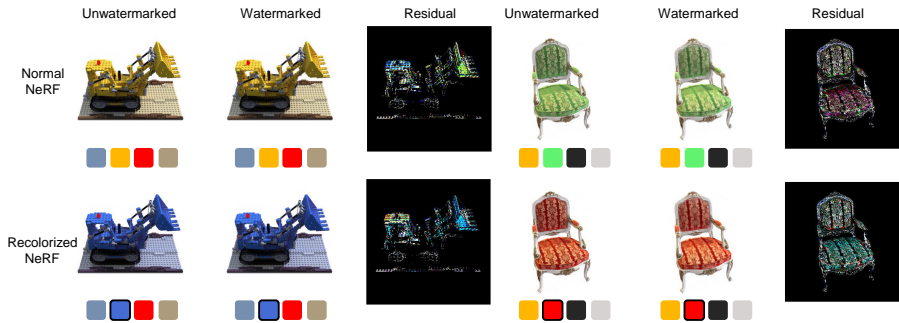 Unwatermarked Watermarked Residual Unwatermarked Watermarked Residual
Normal
NeRF
Recolorized
NeRF